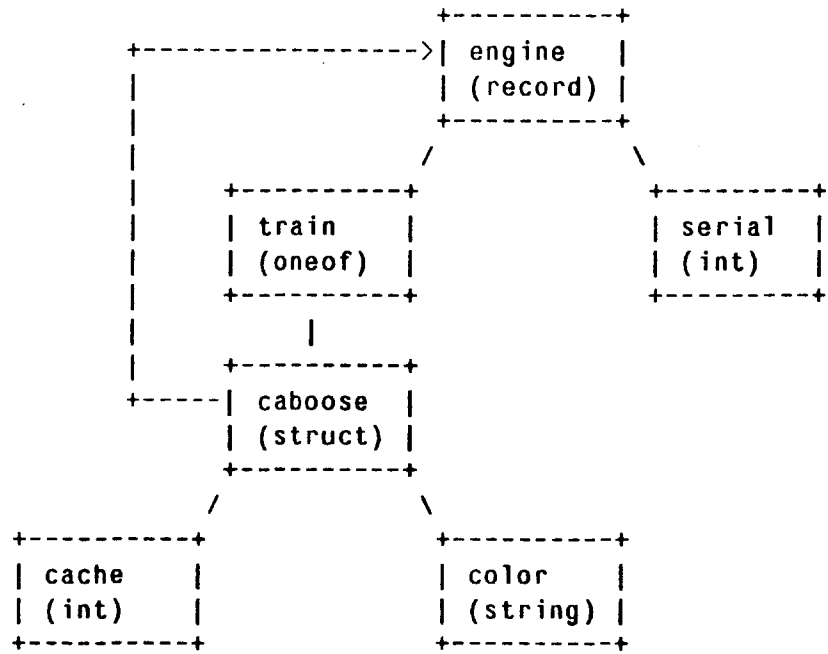 engine
(record)
train
(oneof)
serial
(int)
caboose
(struct)
cache
(int)
color
(string)